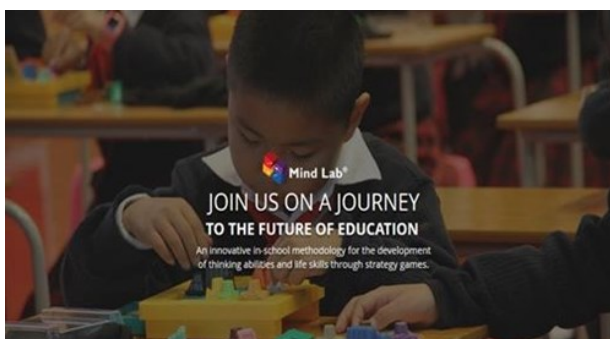 Mind Lab®
JOIN US ON A JOURNEY
TO THE FUTURE OF EDUCATION
An innovative in-school methodology for the development
of thinking abilities and life skills through strategy games.